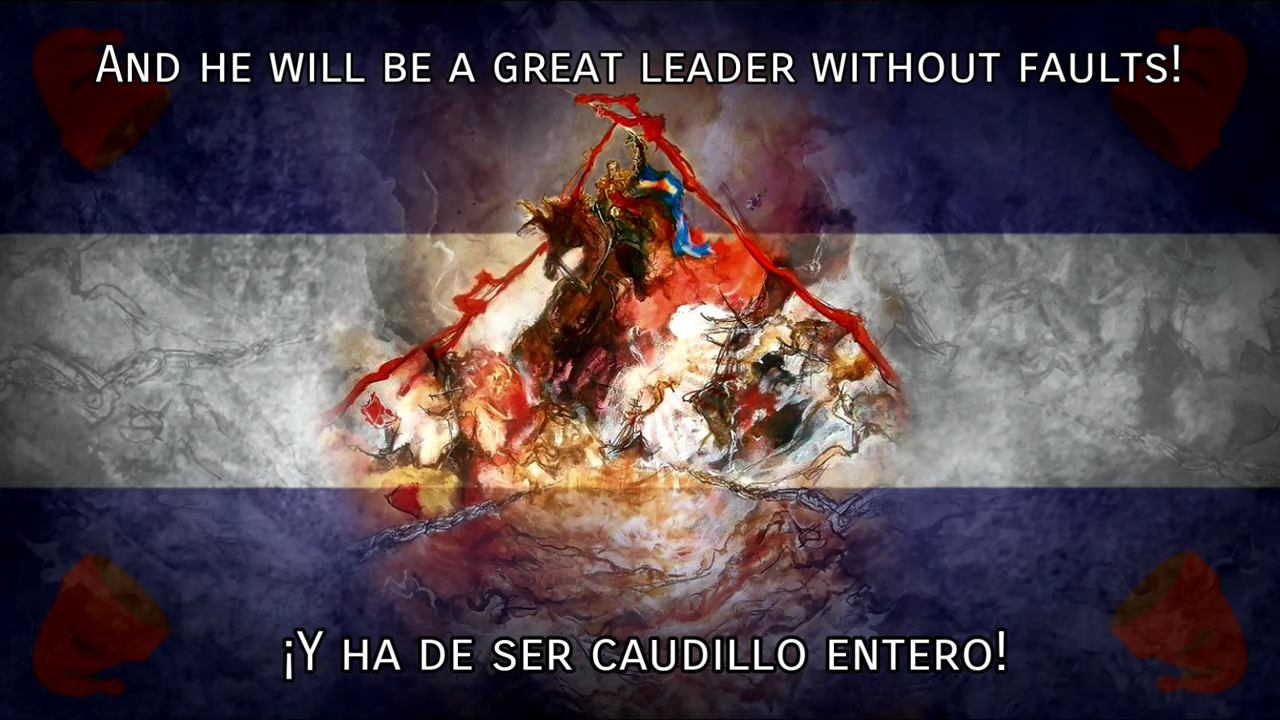 And he will be a great leader without faults!
¡Y ha de ser caudillo entero!